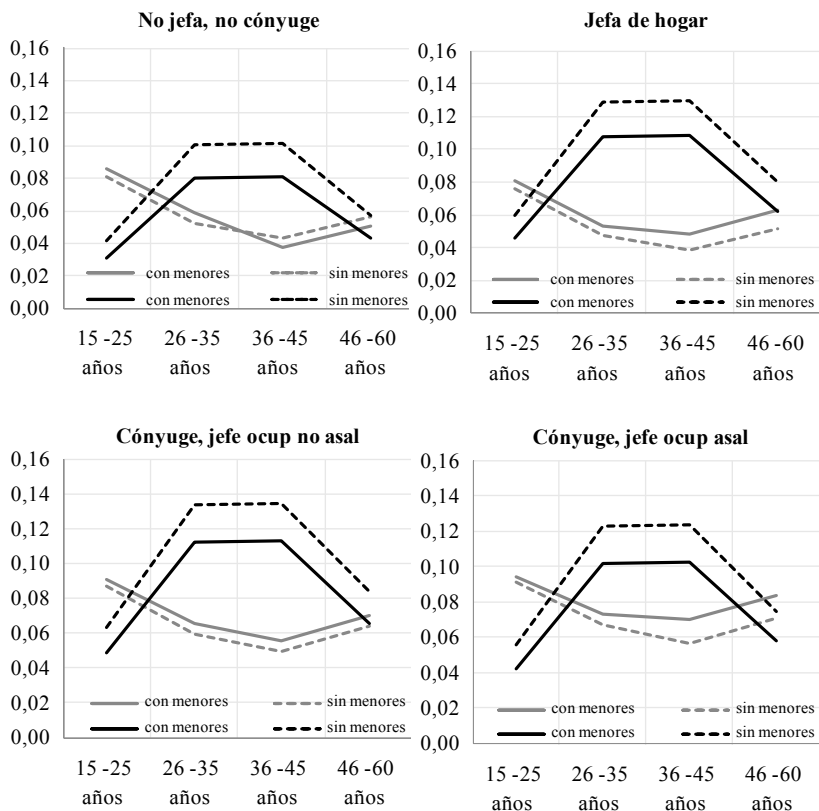 No jefa, no cónyuge
0,16
0,14
0,12
0,10
0,08
0,06
0,04
0,02
0,00
con menores
sin menores
con menores
sin menores
15 -25 años
26 -35 años
36 -45 años
46 -60 años
Jefa de hogar
0,16
0,14
0,12
0,10
0,08
0,06
0,04
0,02
0,00
con menores
sin menores
con menores
sin menores
15 -25 años
26 -35 años
36 -45 años
46 -60 años
Cónyuge, jefe ocup no asal
0,16
0,14
0,12
0,10
0,08
0,06
0,04
0,02
0,00
con menores
sin menores
con menores
sin menores
15 -25 años
26 -35 años
36 -45 años
46 -60 años
Cónyuge, jefe ocup asal
0,16
0,14
0,12
0,10
0,08
0,06
0,04
0,02
0,00
con menores
sin menores
con menores
sin menores
15 -25 años
26 -35 años
36 -45 años
46 -60 años